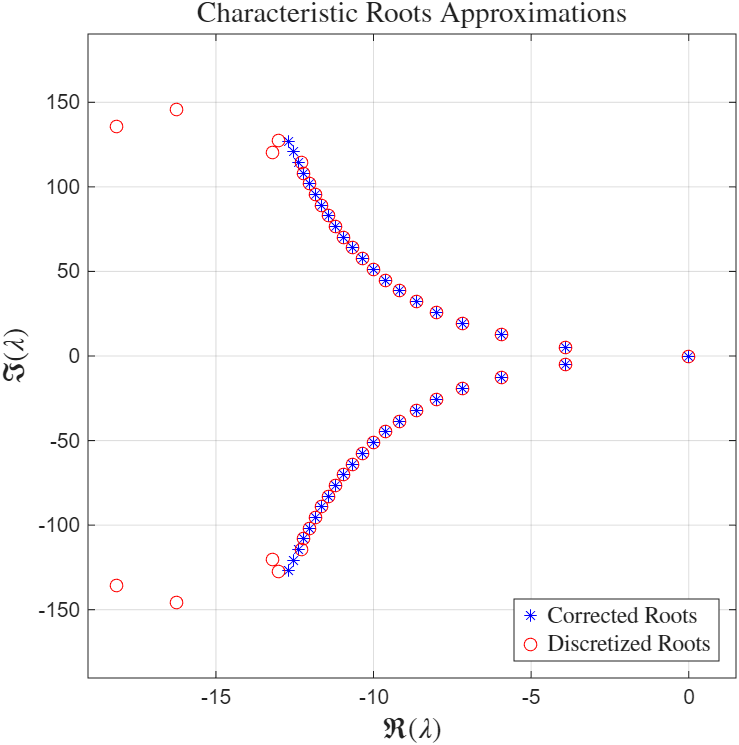 Characteristic Roots Approximations
150
100
50
0
-50
-100
-150
ℑ(λ)
-15
-10
-5
0
ℜ(λ)
Corrected Roots
Discretized Roots